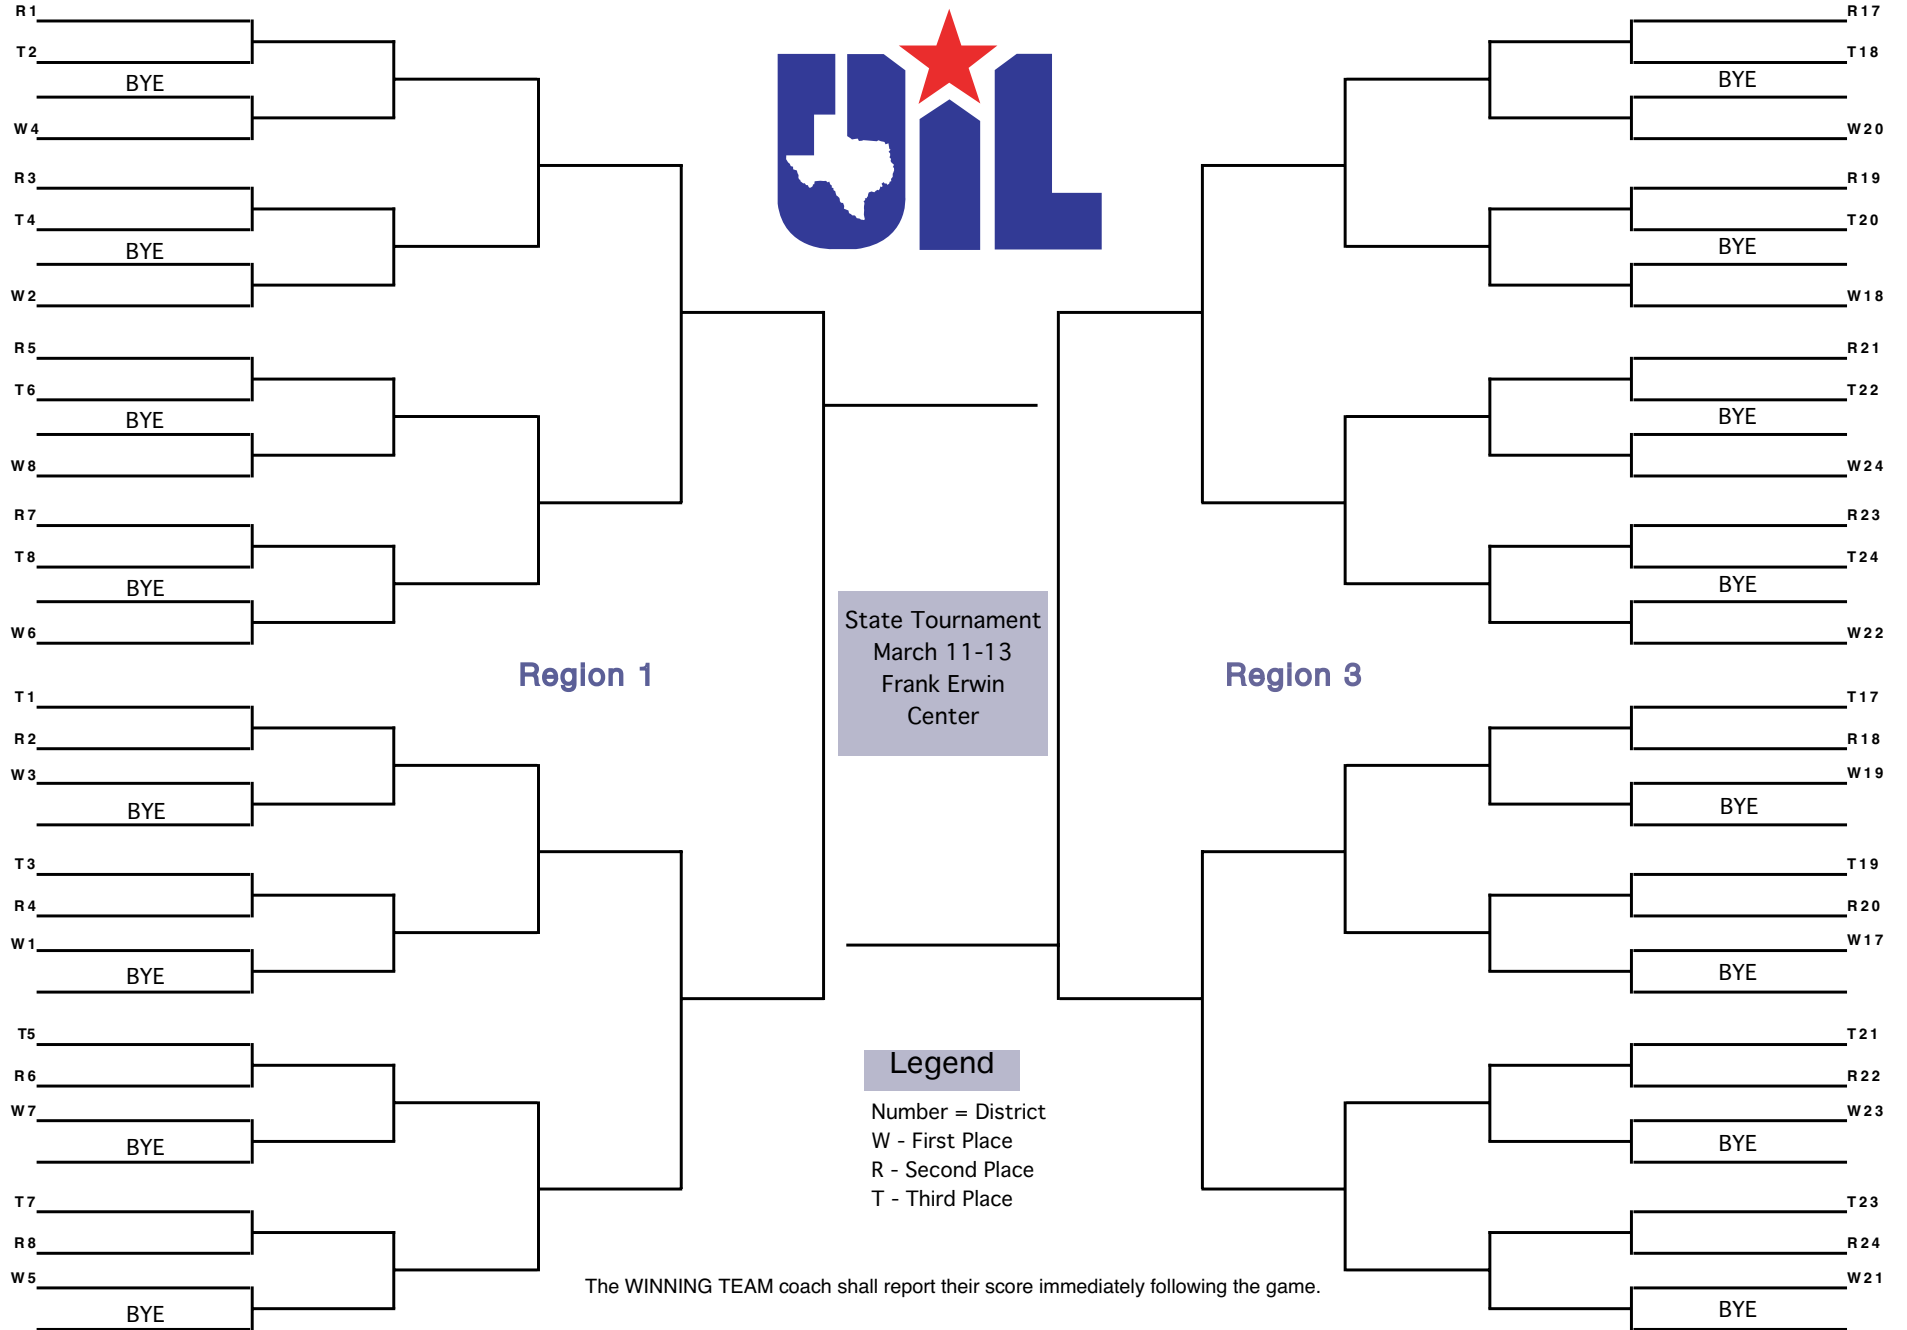 R1
T2
BYE
W4
R3
T4
BYE
W2
R5
T6
BYE
W8
R7
T8
BYE
W6
T1
R2
W3
BYE
T3
R4
W1
BYE
T5
R6
W7
BYE
T7
R8
W5
BYE
UIL
Region 1
State Tournament
March 11-13
Frank Erwin
Center
Region 3
Legend
Number = District
W - First Place
R - Second Place
T - Third Place
The WINNING TEAM coach shall report their score immediately following the game.
R17
T18
BYE
W20
R19
T20
BYE
W18
R21
T22
BYE
W24
R23
T24
BYE
W22
T17
R18
W19
BYE
T19
R20
W17
BYE
T21
R22
W23
BYE
T23
R24
W21
BYE